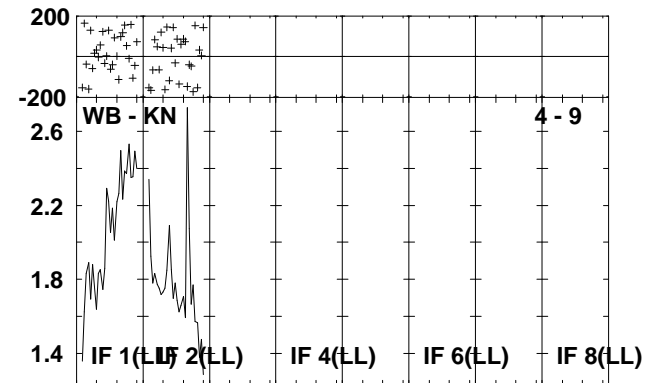 200
-200
WB - KN
4 - 9
2.6
2.2
1.8
1.4
IF 1(LL)
IF 2(LL)
IF 4(LL)
IF 6(LL)
IF 8(LL)